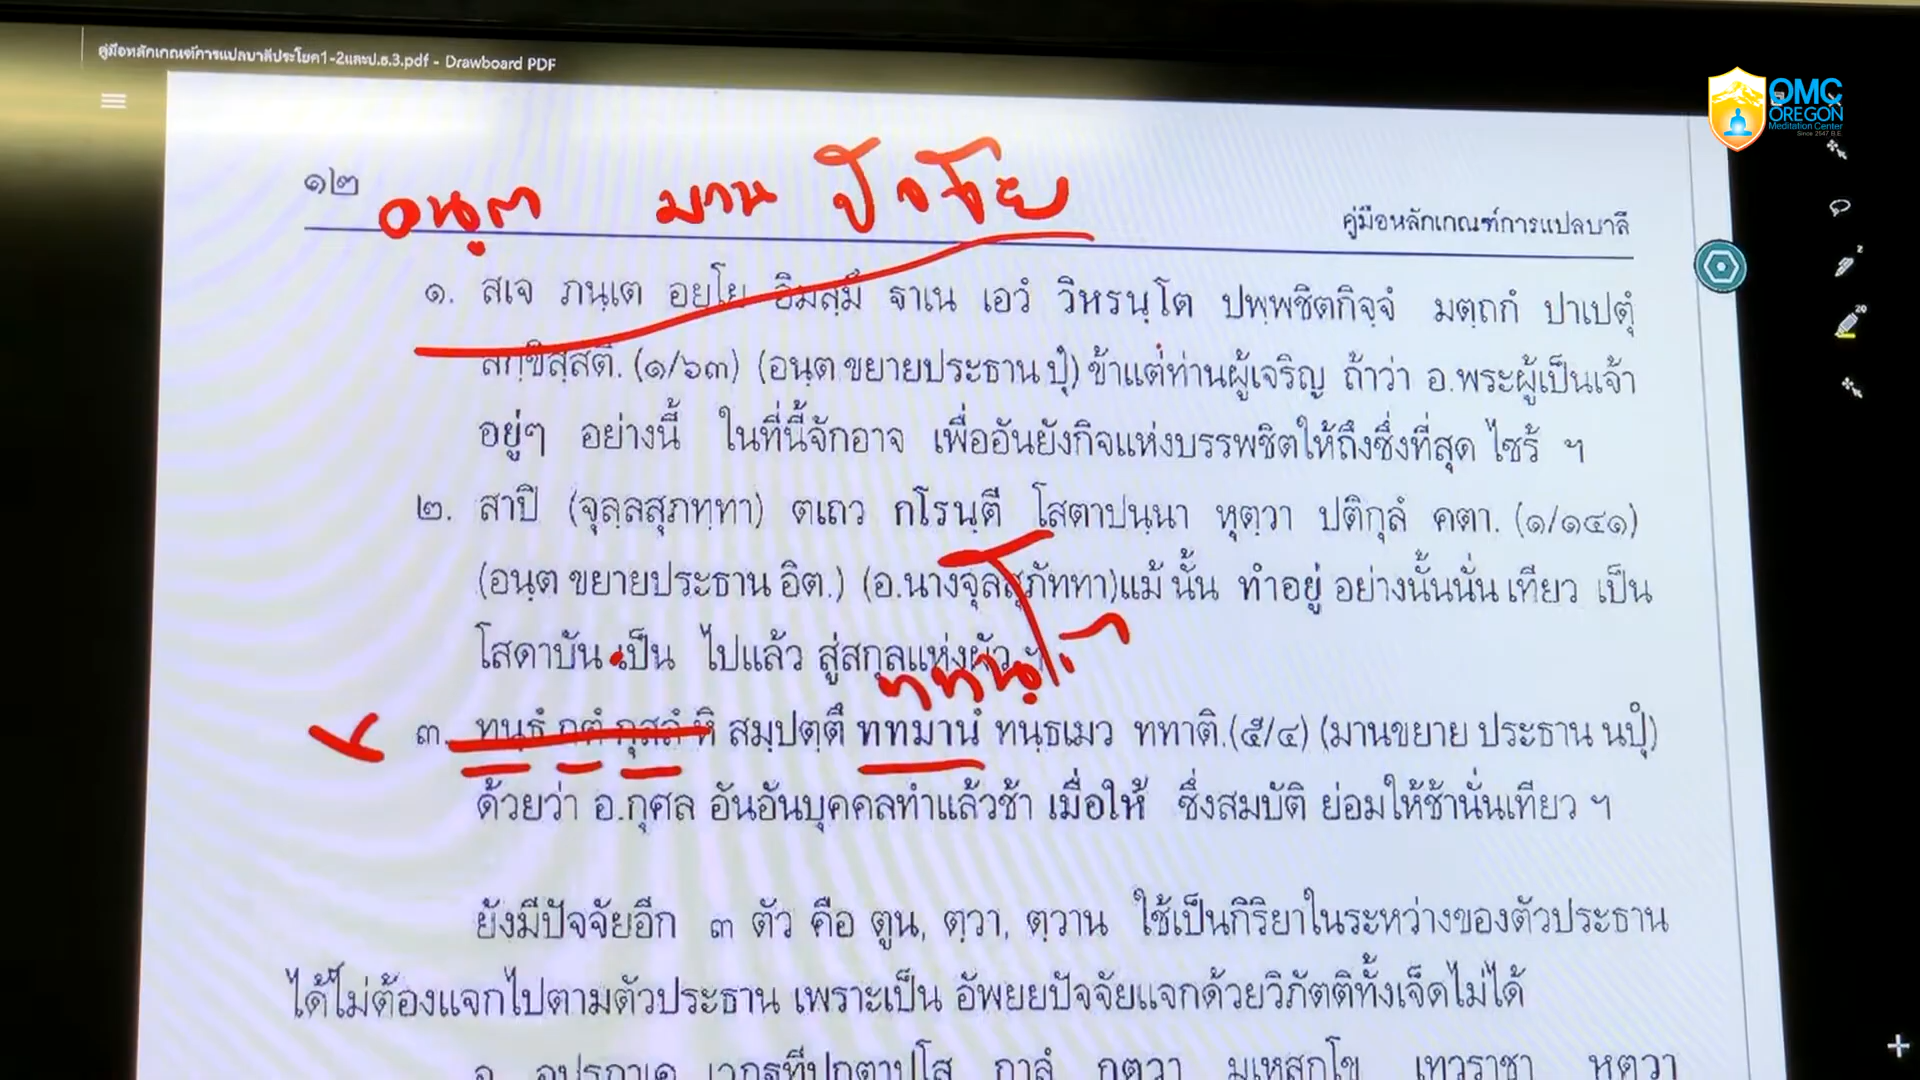 คู่มือหลักเกณฑ์การแปลบาลีประโยค1-2และป.ธ.3.pdf - Drawboard PDF
OMC
OREGON
Meditation Center
Since 2547 B.E.
๑๒
อนฺต มาน ปัจจัย
คู่มือหลักเกณฑ์การแปลบาลี
๑. สเจ ภนฺเต อยฺโย อิมสฺมึ ฐาเน เอวํ วิหรนฺโต ปพฺพชิตกิจฺจํ มตฺถกํ ปาเปตุํ
สกฺขิสฺสติ. (๑/๖๓) (อนฺต ขยายประธาน ปุํ) ข้าแต่ท่านผู้เจริญ ถ้าว่า อ.พระผู้เป็นเจ้า
อยู่ๆ อย่างนี้ ในที่นี้จักอาจ เพื่ออันยังกิจแห่งบรรพชิตให้ถึงซึ่งที่สุด ไซร้ ฯ
๒. สาปิ (จุลฺลสุภทฺทา) ตเถว กโรนฺตี โสตาปนฺนา หุตฺวา ปติกุลํ คตา. (๑/๑๔๑)
(อนฺต ขยายประธาน อิต.) (อ.นางจุลสุภัททา)แม้ นั้น ทำอยู่ อย่างนั้นนั่น เทียว เป็น
โสดาบัน เป็น ไปแล้ว สู่สกุลแห่งผัว ฯ
๓. ทนฺธํ กตํ กุสลํ หิ สมฺปตฺตึ ททมานํ ทนฺธเมว ททาติ.(๕/๔) (มานขยาย ประธาน นปุํ)
ด้วยว่า อ.กุศล อันอันบุคคลทำแล้วช้า เมื่อให้ ซึ่งสมบัติ ย่อมให้ช้านั่นเทียว ฯ
ยังมีปัจจัยอีก ๓ ตัว คือ ตูน, ตฺวา, ตฺวาน ใช้เป็นกิริยาในระหว่างของตัวประธาน
ได้ไม่ต้องแจกไปตามตัวประธาน เพราะเป็น อัพยยปัจจัยแจกด้วยวิภัตติทั้งเจ็ดไม่ได้